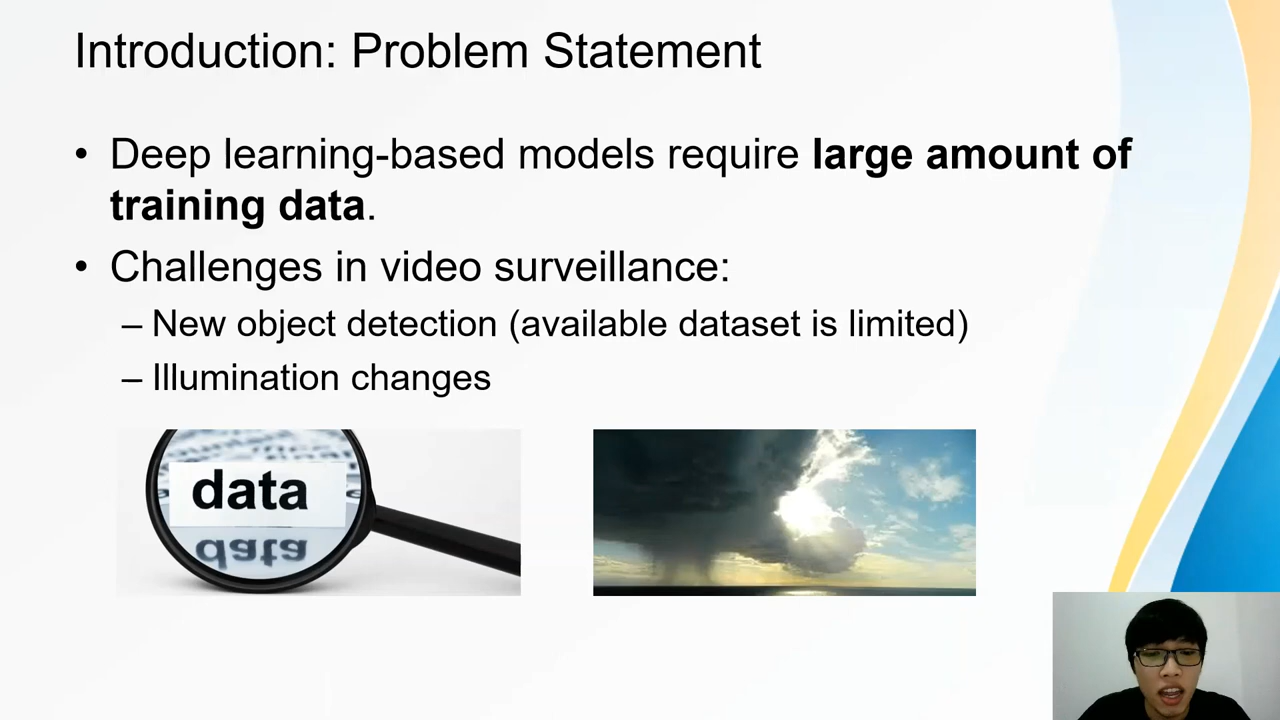 Introduction: Problem Statement
• Deep learning-based models require large amount of
training data.
• Challenges in video surveillance:
– New object detection (available dataset is limited)
– Illumination changes
data
data